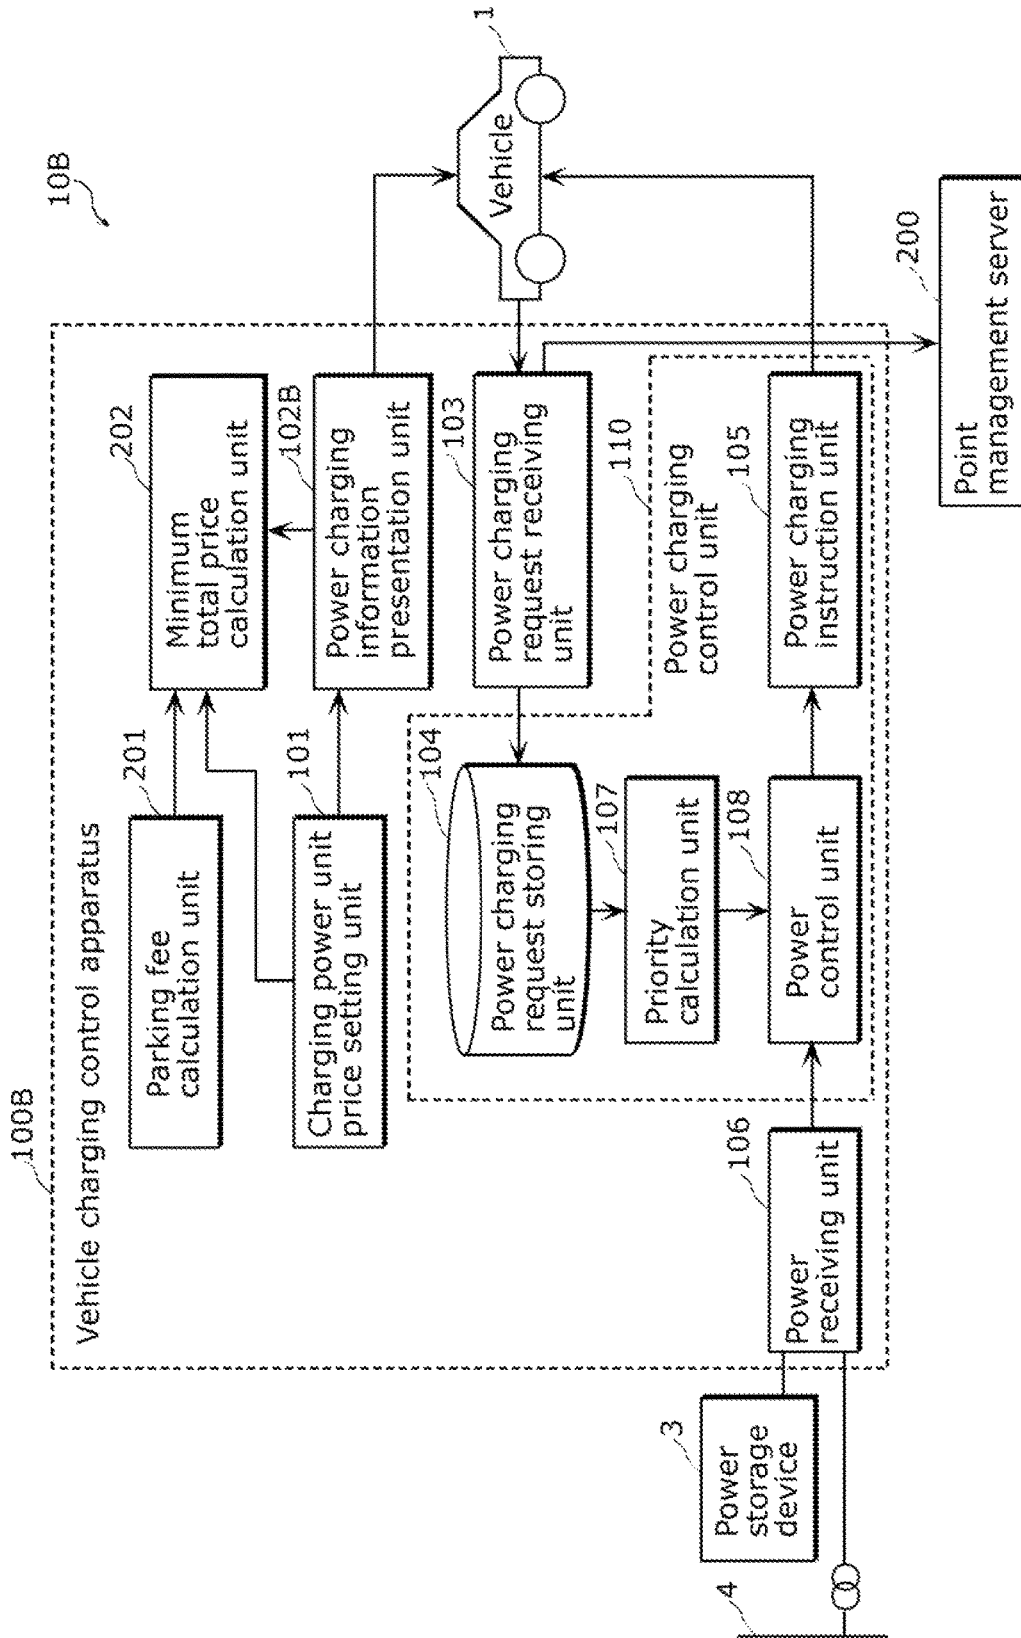 10B
100B
Vehicle charging control apparatus
201
Parking fee
calculation unit
202
Minimum
total price
calculation unit
101
Charging power unit
price setting unit
102B
Power charging
information
presentation unit
1
Vehicle
103
Power charging
request receiving
unit
104
Power charging
request storing
unit
110
Power charging
control unit
107
Priority
calculation unit
108
Power
control unit
105
Power charging
instruction unit
106
Power
receiving unit
3
Power
storage
device
4
200
Point
management server